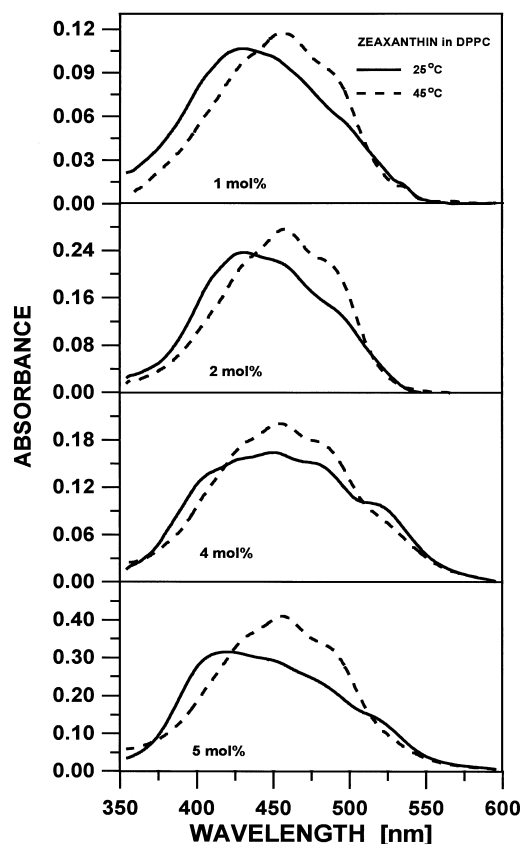 ZEAXANTHIN in DPPC
25°C
45°C
0.12
0.09
0.06
0.03
0.00
1 mol%
0.24
0.16
0.08
0.00
2 mol%
0.18
0.12
0.06
0.00
4 mol%
0.40
0.30
0.20
0.10
0.00
5 mol%
ABSORBANCE
350 400 450 500 550 600
WAVELENGTH [nm]